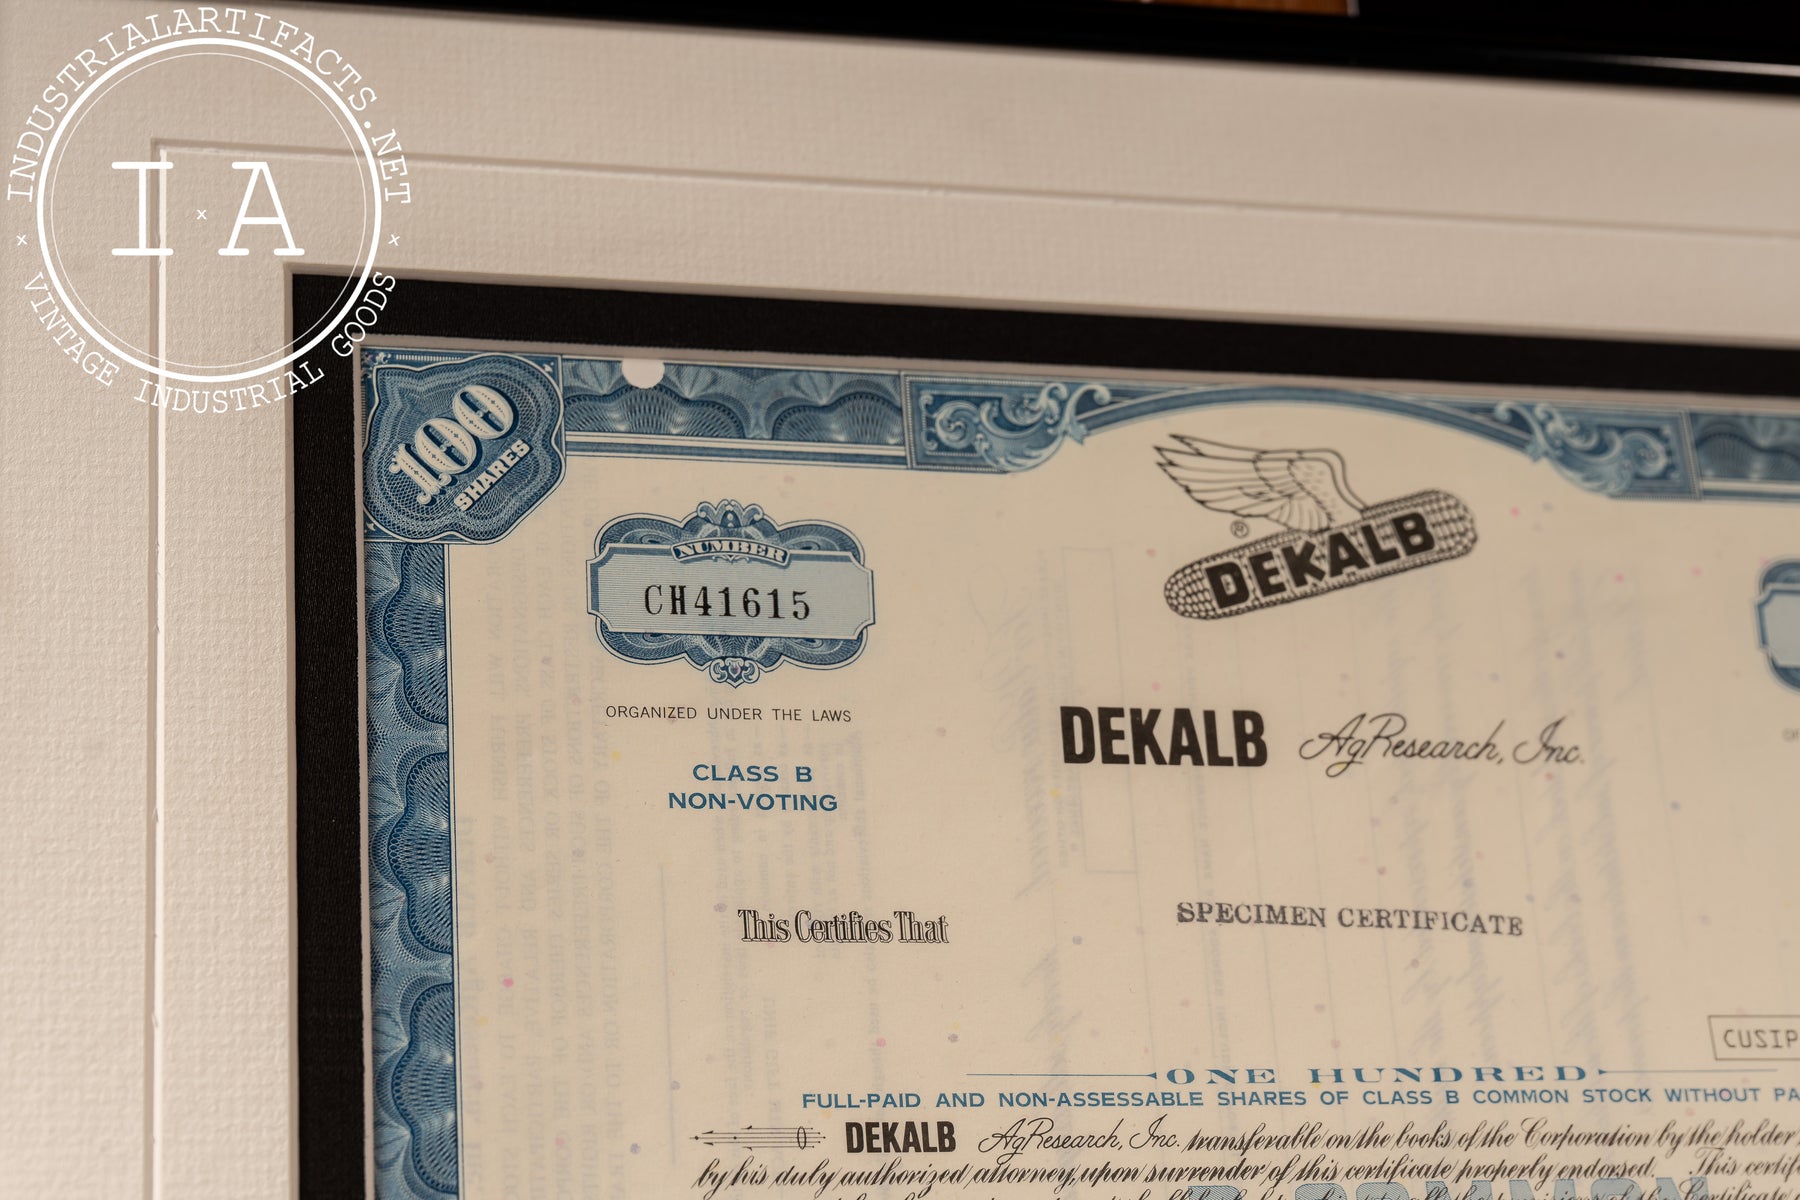 INDUSTRIALARTIFACTS.NET
I x A
x x
VINTAGE INDUSTRIAL GOODS
100
SHARES
NUMBER
CH41615
®
DEKALB
ORGANIZED UNDER THE LAWS
DEKALB AgResearch, Inc.
CLASS B
NON-VOTING
This Certifies That
SPECIMEN CERTIFICATE
CUSIP
ONE HUNDRED
FULL-PAID AND NON-ASSESSABLE SHARES OF CLASS B COMMON STOCK WITHOUT PA
DEKALB AgResearch, Inc. transferable on the books of the Corporation by the holder
by his duly authorized attorney, upon surrender of this certificate properly endorsed. This certif